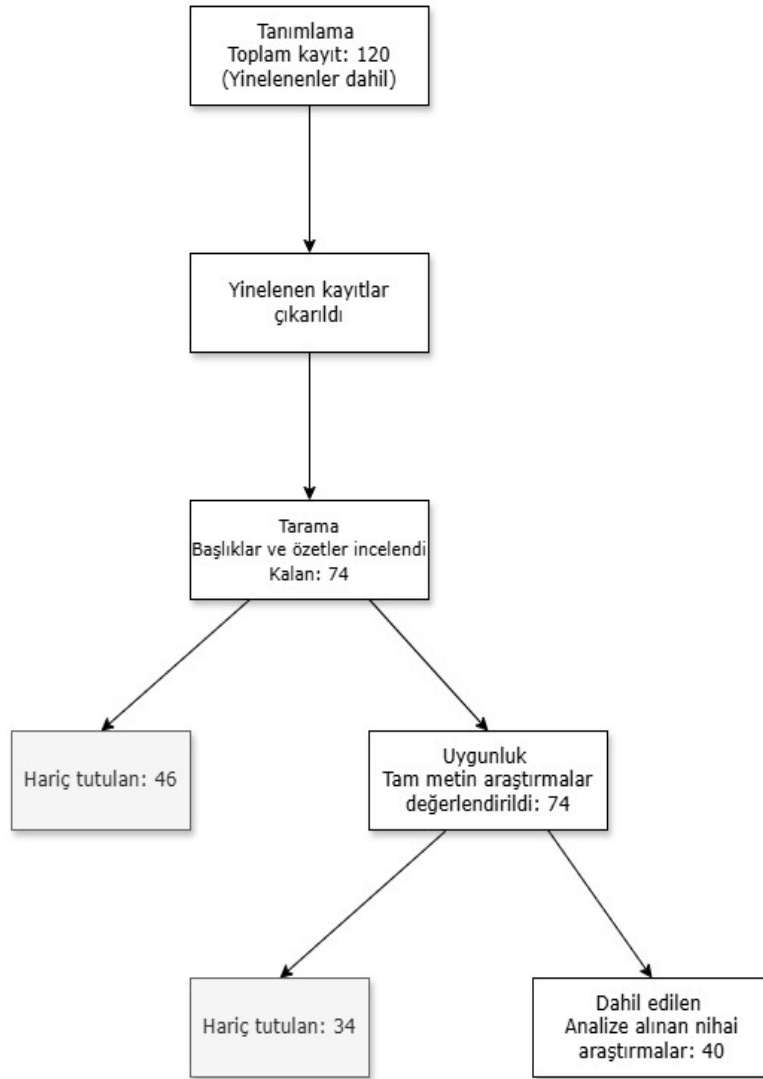 Tanımlama
Toplam kayıt: 120
(Yinelenenler dahil)
Yinelenen kayıtlar
çıkarıldı
Tarama
Başlıklar ve özetler incelendi
Kalan: 74
Hariç tutulan: 46
Uygunluk
Tam metin araştırmalar
değerlendirildi: 74
Hariç tutulan: 34
Dahil edilen
Analize alınan nihai
araştırmalar: 40